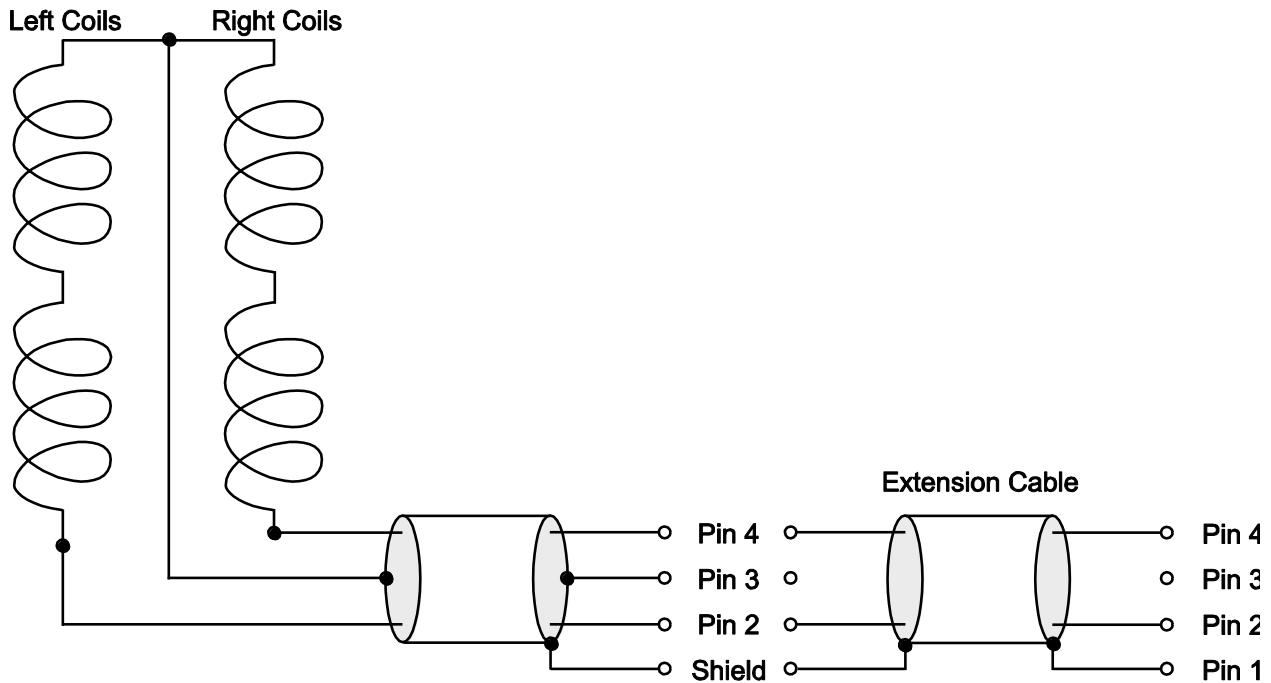 Left Coils
Right Coils
Extension Cable
Pin 4
Pin 4
Pin 3
Pin 3
Pin 2
Pin 2
Shield
Pin 1